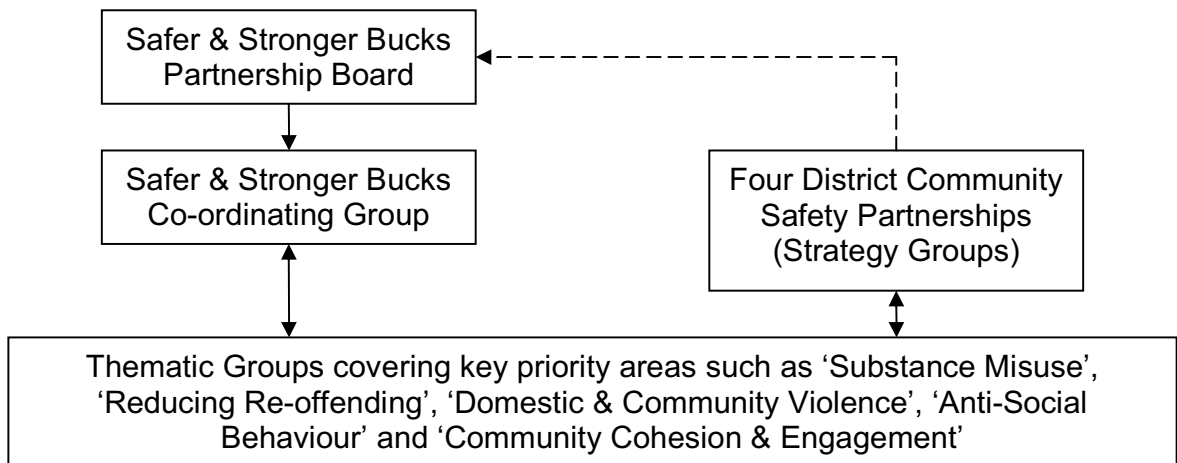 Safer & Stronger Bucks
Partnership Board
Safer & Stronger Bucks
Co-ordinating Group
Four District Community
Safety Partnerships
(Strategy Groups)
Thematic Groups covering key priority areas such as ‘Substance Misuse’,
‘Reducing Re-offending’, ‘Domestic & Community Violence’, ‘Anti-Social
Behaviour’ and ‘Community Cohesion & Engagement’